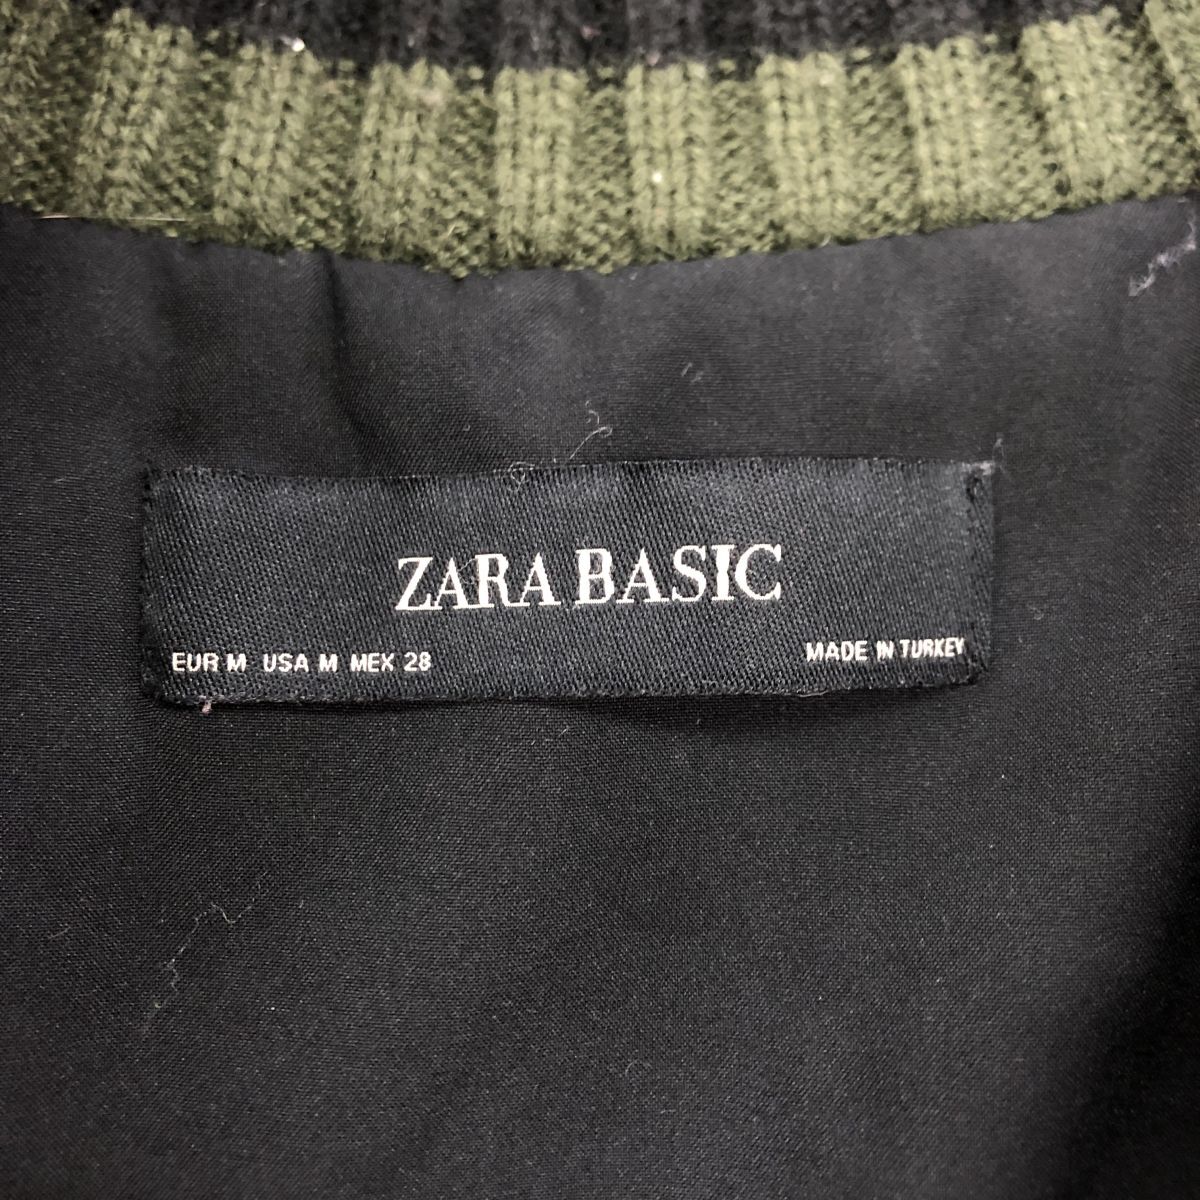 ZARA BASIC
EUR M USA M MEX 28
MADE IN TURKEY